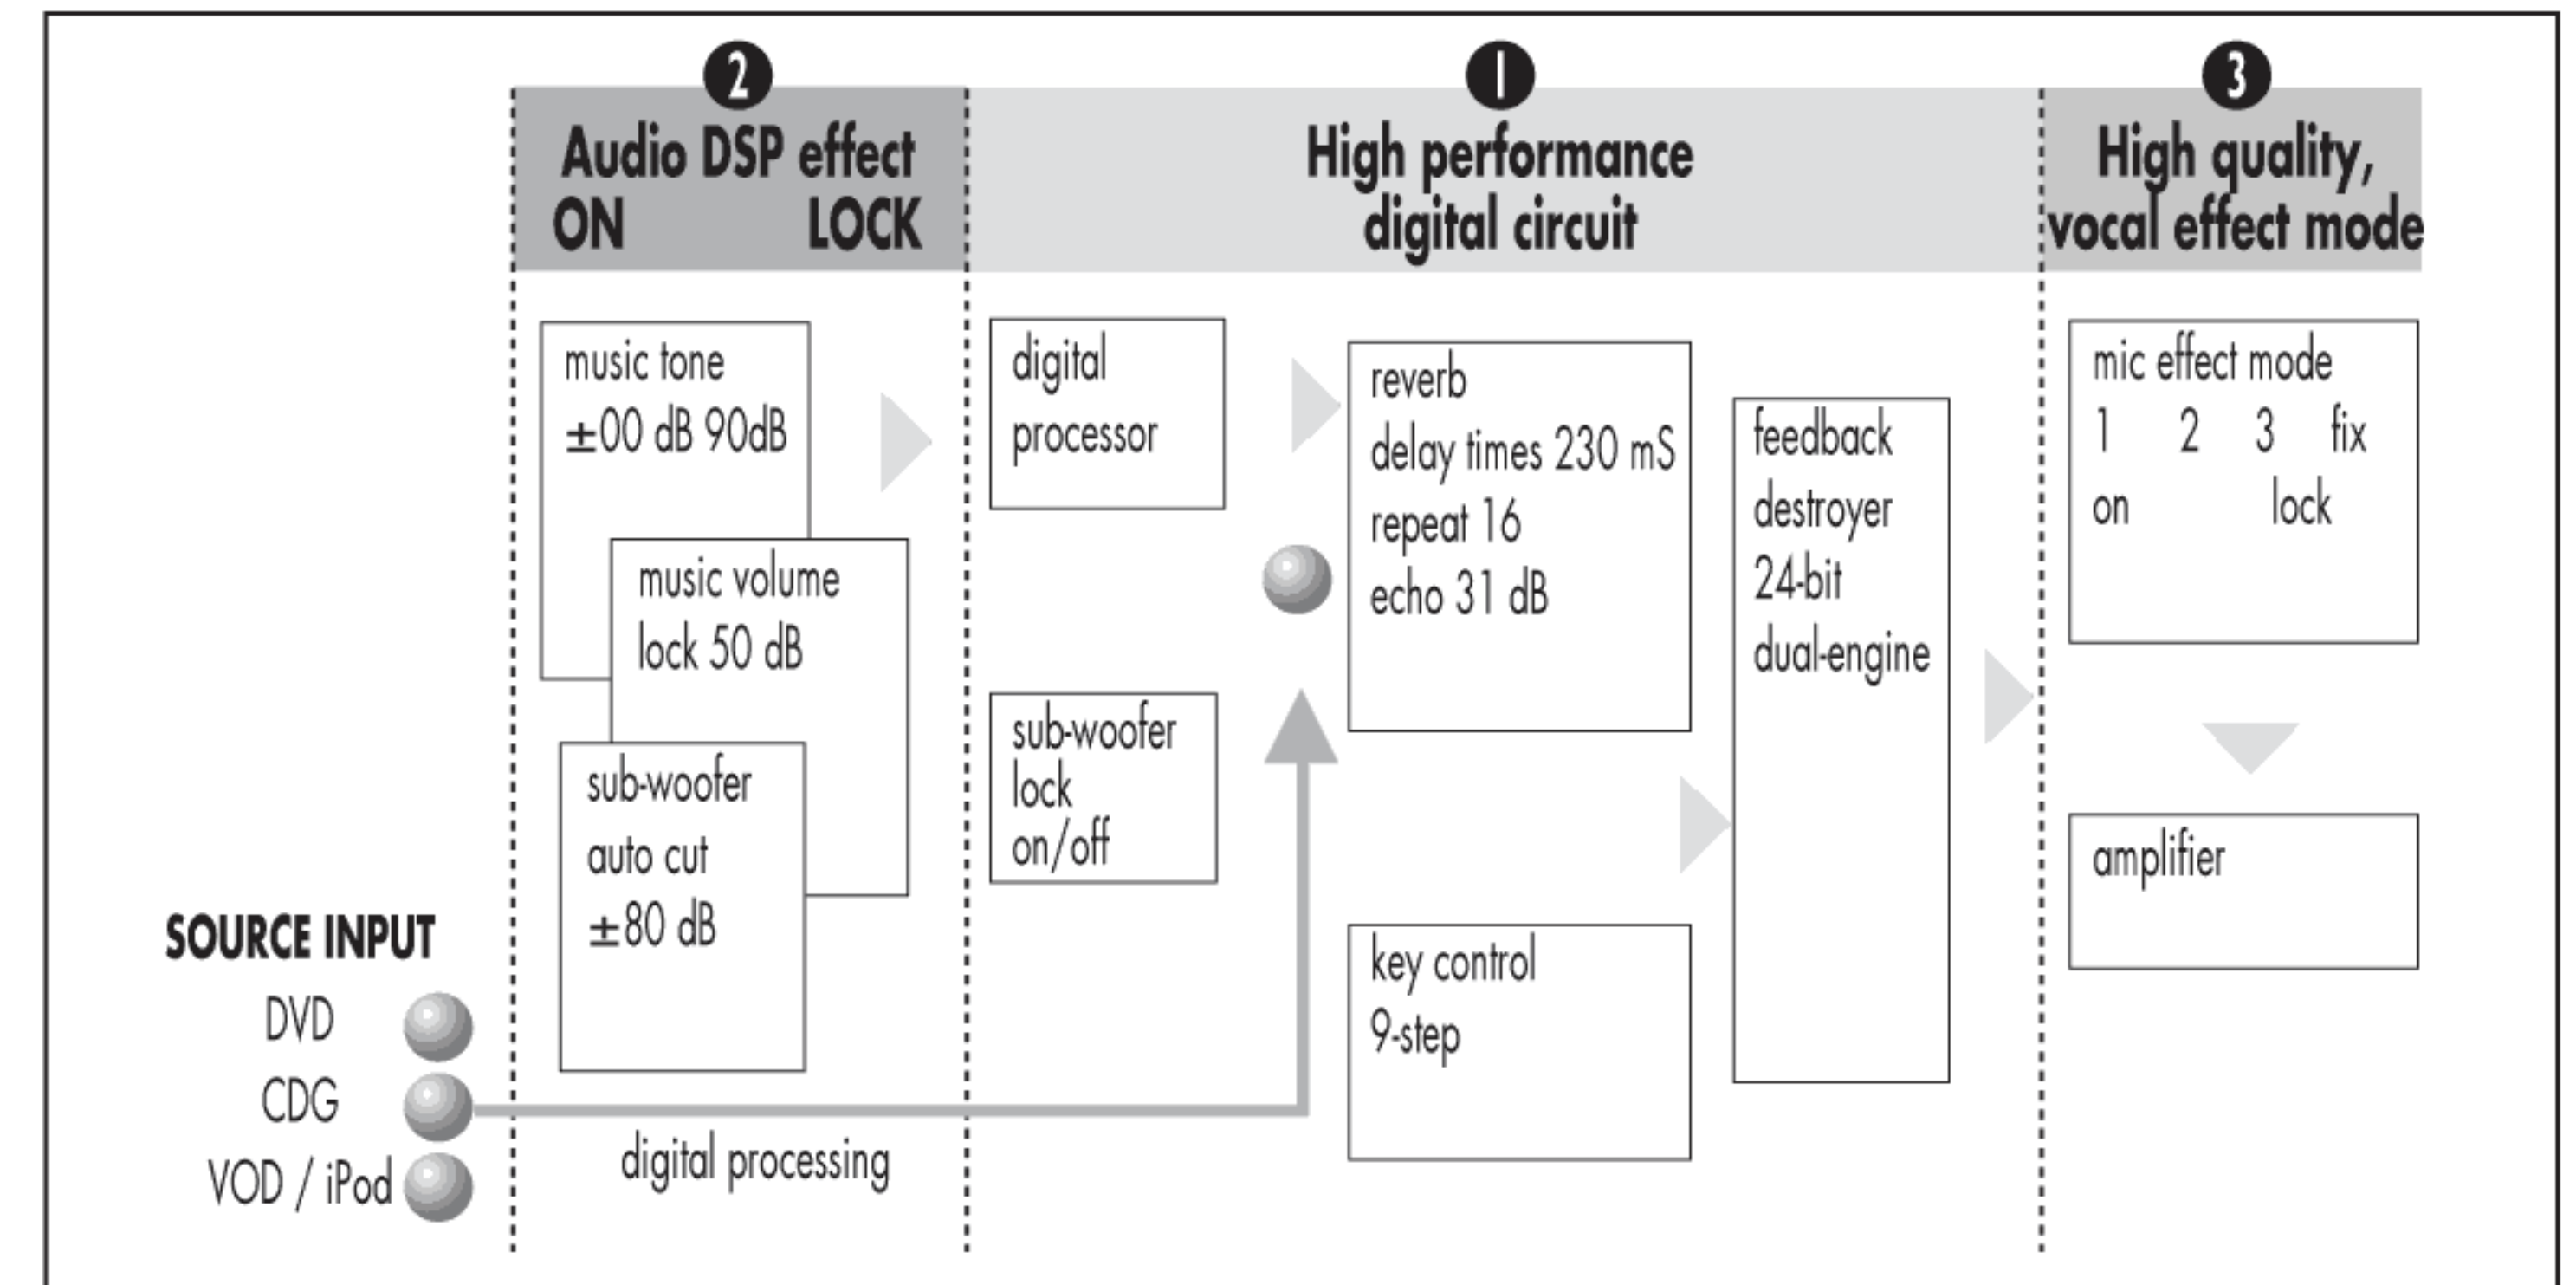 2
Audio DSP effect
ON LOCK
1
High performance
digital circuit
3
High quality,
vocal effect mode
music tone
±00 dB 90dB
music volume
lock 50 dB
sub-woofer
auto cut
±80 dB
digital
processor
sub-woofer
lock
on/off
reverb
delay times 230 mS
repeat 16
echo 31 dB
key control
9-step
feedback
destroyer
24-bit
dual-engine
mic effect mode
1 2 3 fix
on lock
amplifier
SOURCE INPUT
DVD
CDG
VOD / iPod
digital processing